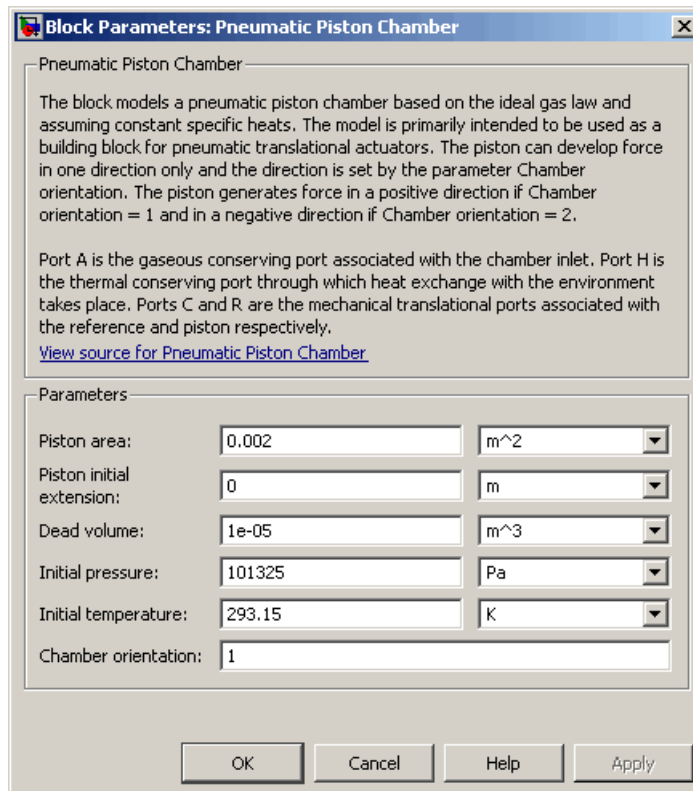 Block Parameters: Pneumatic Piston Chamber
Pneumatic Piston Chamber
The block models a pneumatic piston chamber based on the ideal gas law and
assuming constant specific heats. The model is primarily intended to be used as a
building block for pneumatic translational actuators. The piston can develop force
in one direction only and the direction is set by the parameter Chamber
orientation. The piston generates force in a positive direction if Chamber
orientation = 1 and in a negative direction if Chamber orientation = 2.
Port A is the gaseous conserving port associated with the chamber inlet. Port H is
the thermal conserving port through which heat exchange with the environment
takes place. Ports C and R are the mechanical translational ports associated with
the reference and piston respectively.
View source for Pneumatic Piston Chamber
Parameters
Piston area: 0.002 m^2
Piston initial
extension: 0 m
Dead volume: 1e-05 m^3
Initial pressure: 101325 Pa
Initial temperature: 293.15 K
Chamber orientation: 1
OK Cancel Help Apply